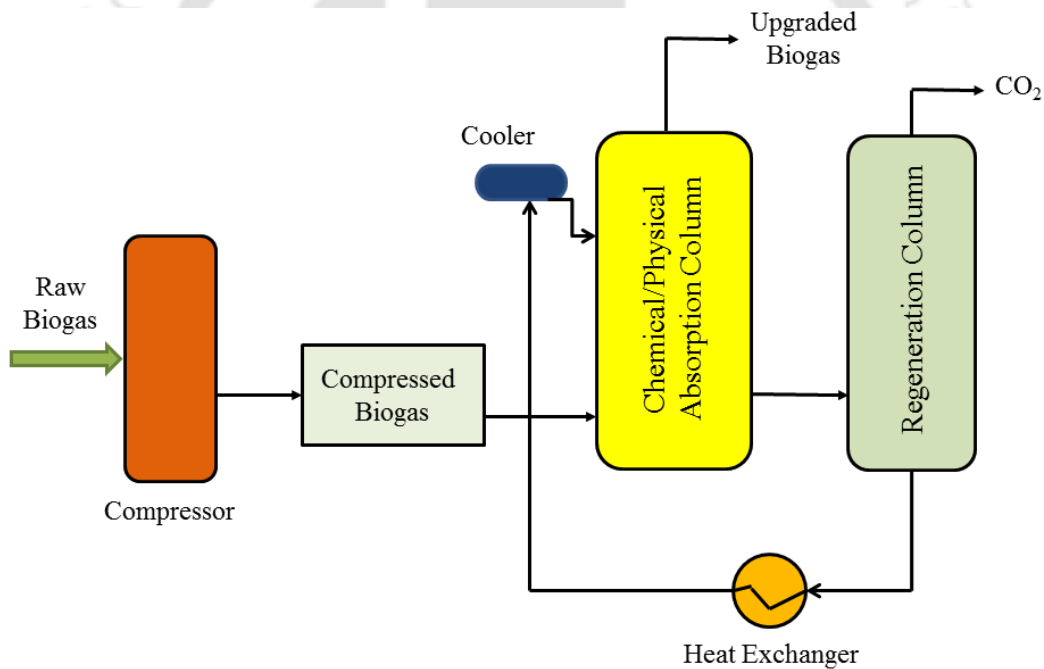 Upgraded
Biogas
CO₂
Cooler
Raw
Biogas
Compressed
Biogas
Chemical/Physical
Absorption Column
Regeneration Column
Compressor
Heat Exchanger